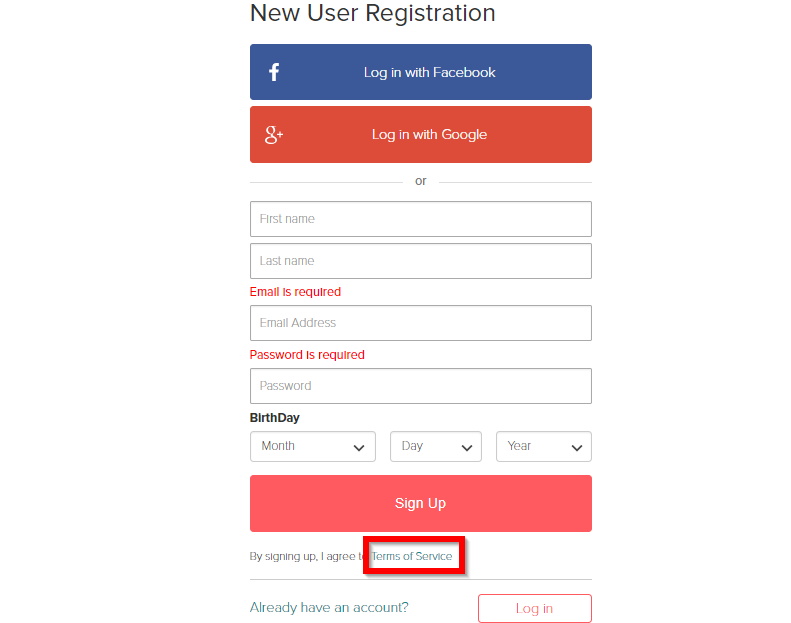 New User Registration
Log in with Facebook
g+ Log in with Google
or
First name
Last name
Email is required
Email Address
Password is required
Password
BirthDay
Month Day Year
Sign Up
By signing up, I agree to Terms of Service
Already have an account? Log in